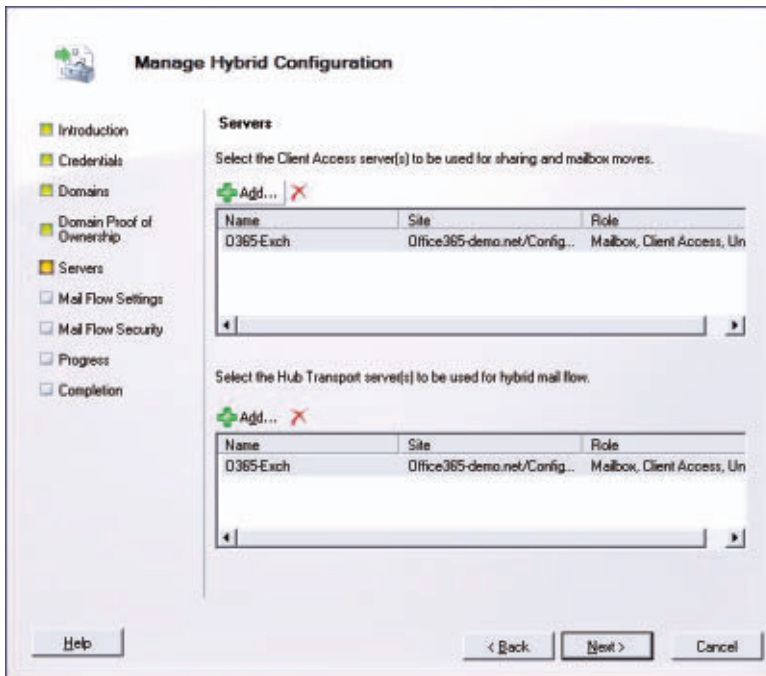 Manage Hybrid Configuration
Introduction
Credentials
Domains
Domain Proof of
Ownership
Servers
Mail Flow Settings
Mail Flow Security
Progress
Completion
Servers
Select the Client Access server(s) to be used for sharing and mailbox moves.
Add...
Name Site Role
O365-Exch Office365-demo.net/Config... Mailbox, Client Access, Un
Select the Hub Transport server(s) to be used for hybrid mail flow.
Add...
Name Site Role
O365-Exch Office365-demo.net/Config... Mailbox, Client Access, Un
Help < Back Next > Cancel